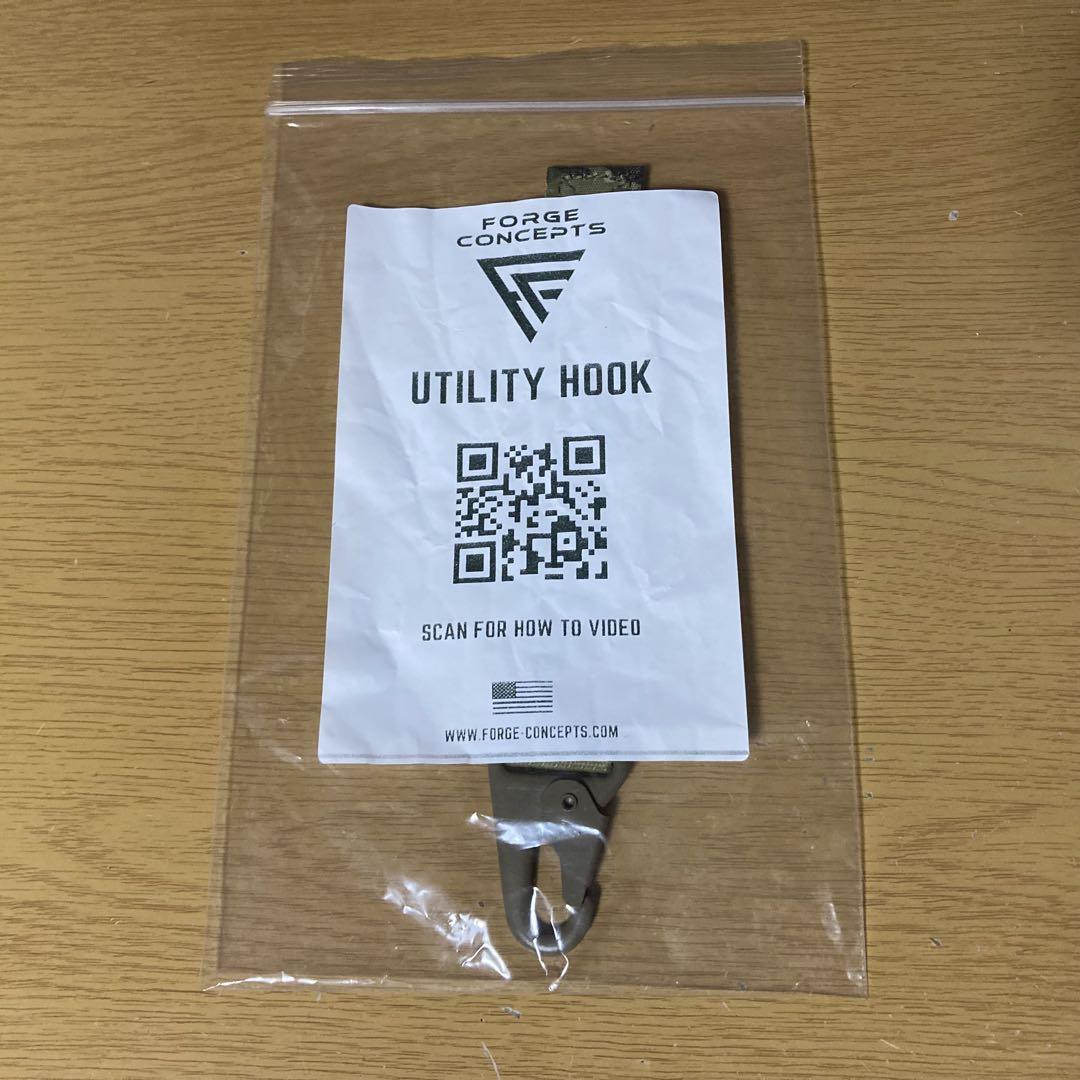 FORGE
CONCEPTS
UTILITY HOOK
SCAN FOR HOW TO VIDEO
WWW.FORGE-CONCEPTS.COM